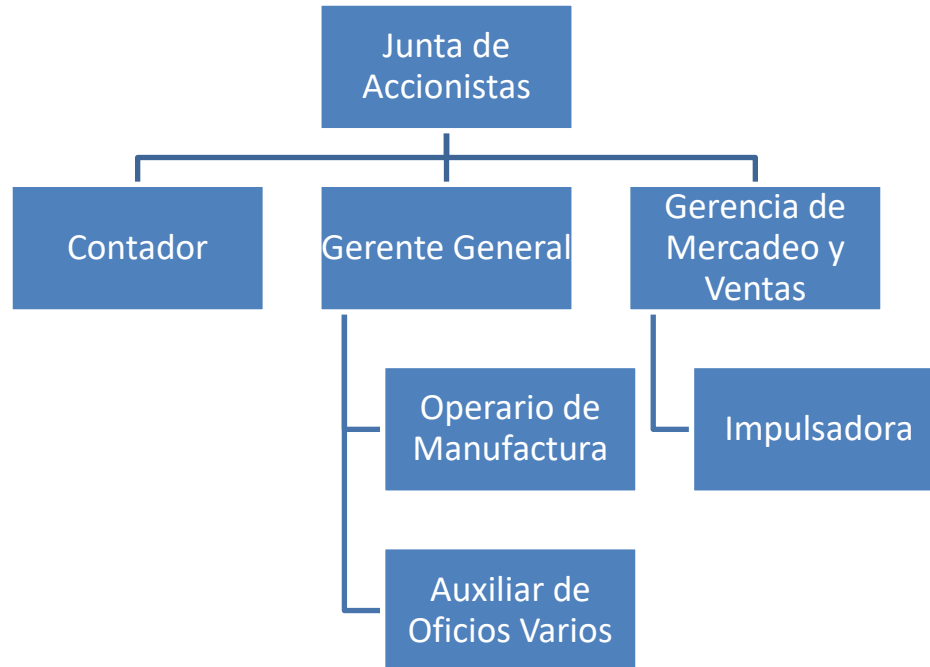 Junta de
Accionistas
Contador
Gerente General
Gerencia de
Mercadeo y
Ventas
Operario de
Manufactura
Impulsadora
Auxiliar de
Oficios Varios